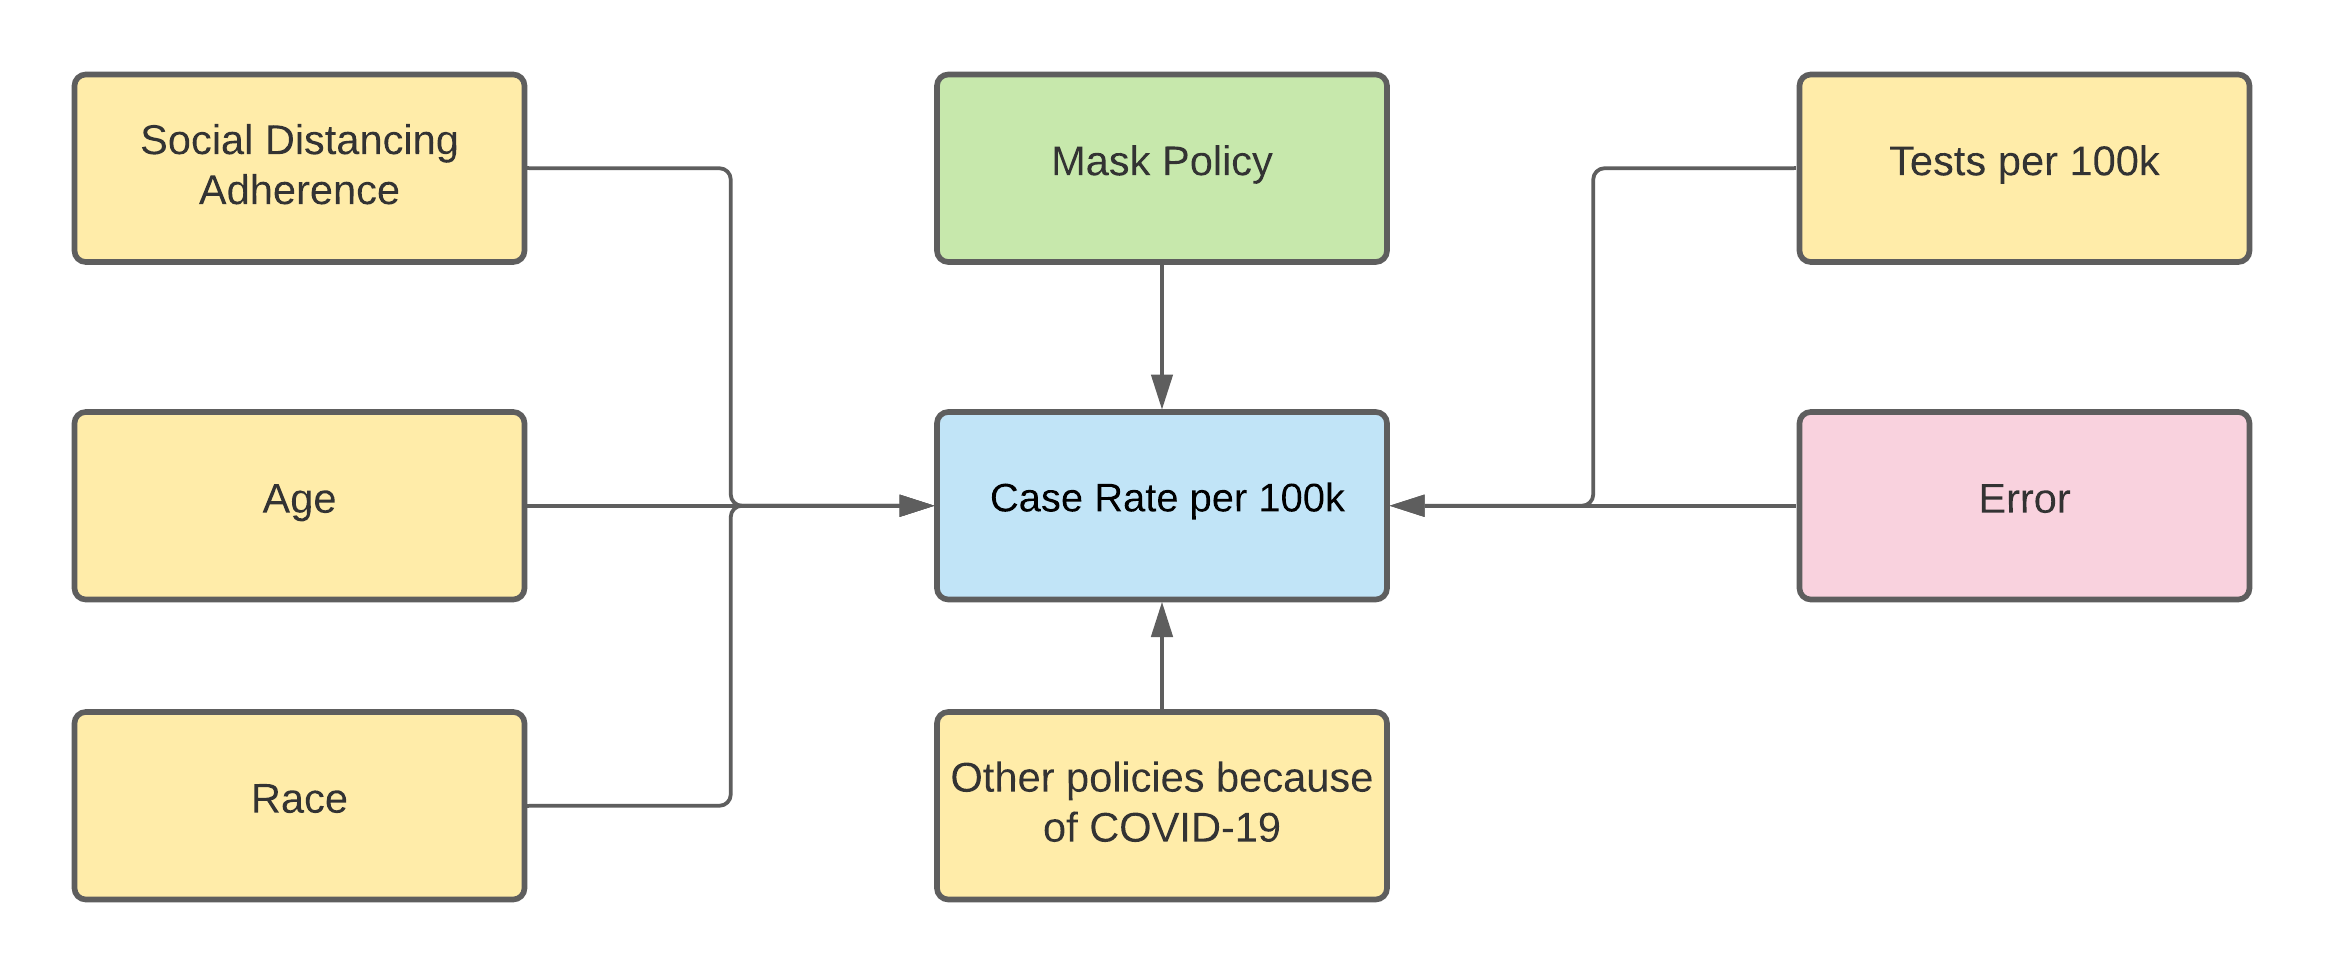 Social Distancing
Adherence
Mask Policy
Tests per 100k
Age
Case Rate per 100k
Error
Race
Other policies because
of COVID-19